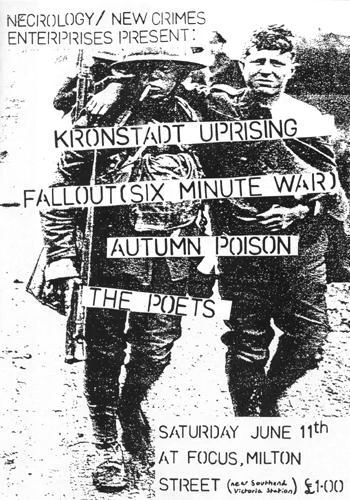 NECROLOGY/ NEW CRIMES
ENTERPRISES PRESENT:
KRONSTADT UPRISING
FALLOUT(SIX MINUTE WAR)
AUTUMN POISON
THE POETS
SATURDAY JUNE 11th
AT FOCUS, MILTON
STREET (near Southend Victoria Station) £1·00